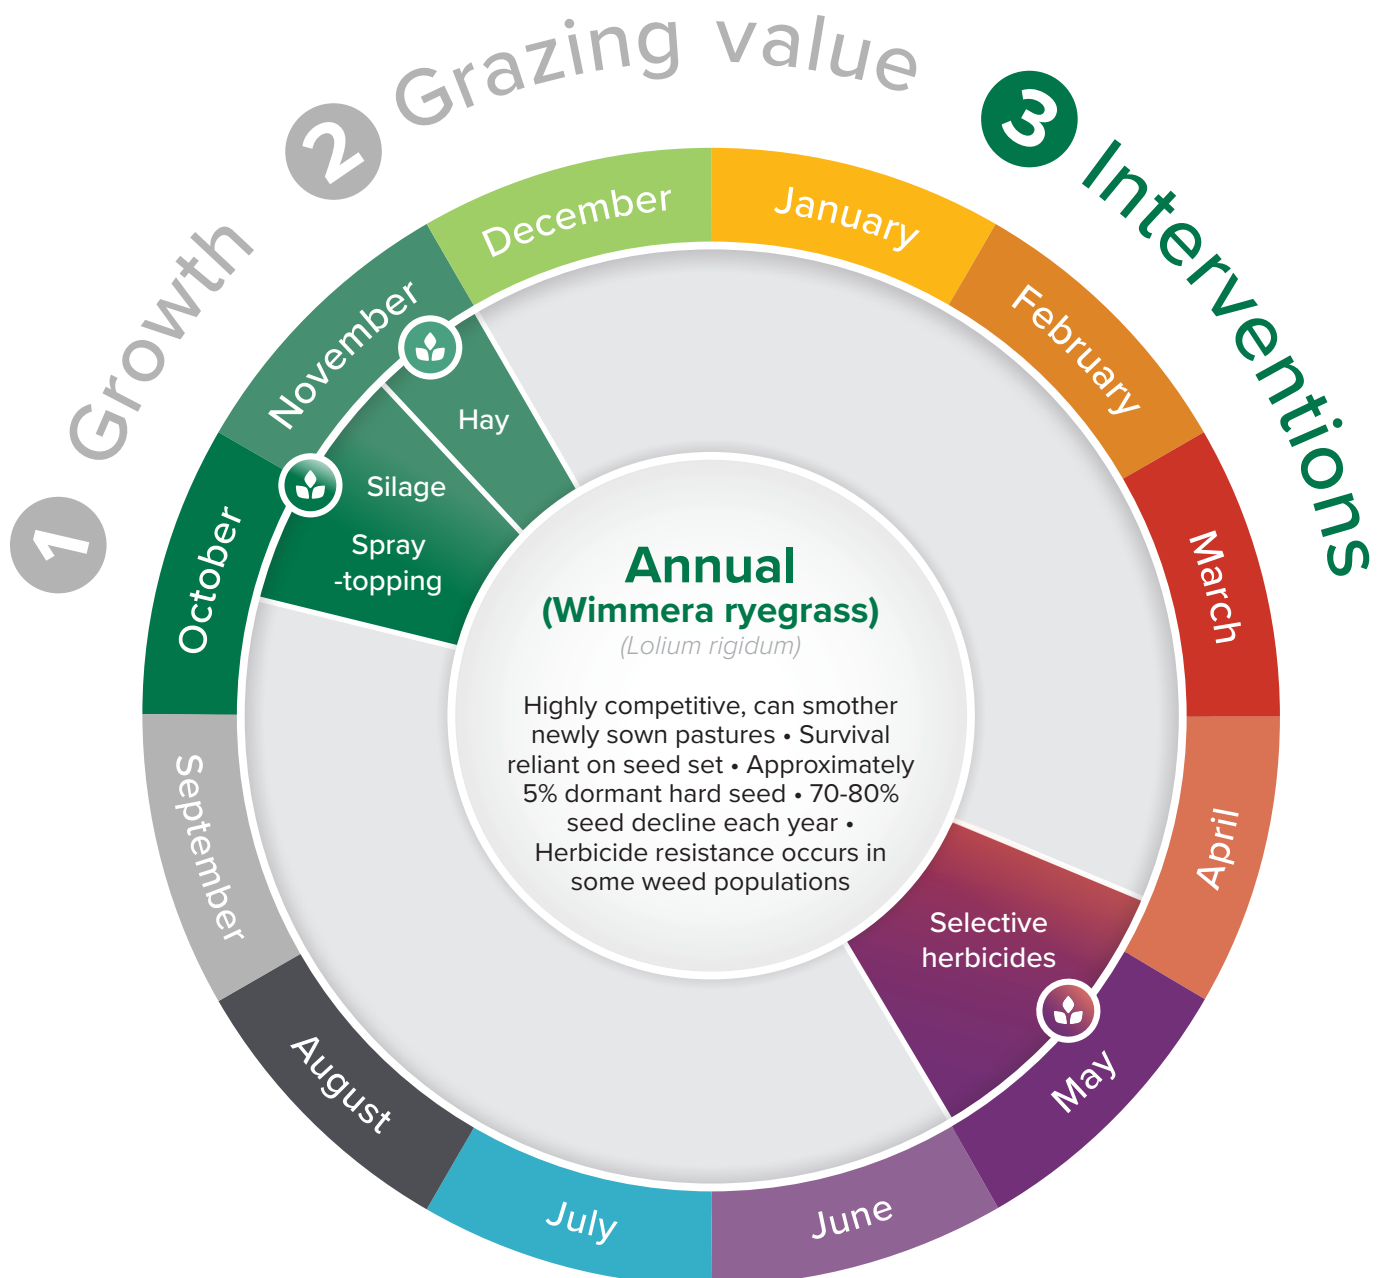 1 Growth
2 Grazing value
3 Interventions
January
February
March
April
May
June
July
August
September
October
November
December
Hay
Silage
Spray
-topping
Selective
herbicides
Annual
(Wimmera ryegrass)
(Lolium rigidum)
Highly competitive, can smother
newly sown pastures • Survival
reliant on seed set • Approximately
5% dormant hard seed • 70-80%
seed decline each year •
Herbicide resistance occurs in
some weed populations